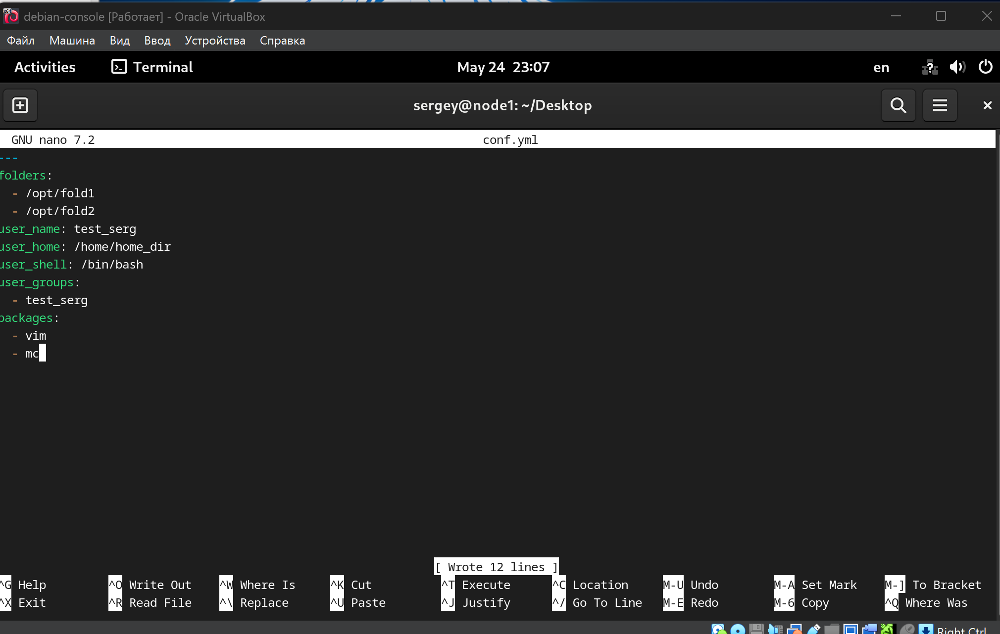 x64
debian-console [Работает] - Oracle VirtualBox
Файл Машина Вид Ввод Устройства Справка
Activities Terminal May 24 23:07 en
sergey@node1: ~/Desktop
GNU nano 7.2 conf.yml
---
folders:
- /opt/fold1
- /opt/fold2
user_name: test_serg
user_home: /home/home_dir
user_shell: /bin/bash
user_groups:
- test_serg
packages:
- vim
- mc
[ Wrote 12 lines ]
^G Help ^O Write Out ^W Where Is ^K Cut ^T Execute ^C Location M-U Undo M-A Set Mark M-] To Bracket
^X Exit ^R Read File ^\ Replace ^U Paste ^J Justify ^/ Go To Line M-E Redo M-6 Copy ^Q Where Was
Right Ctrl